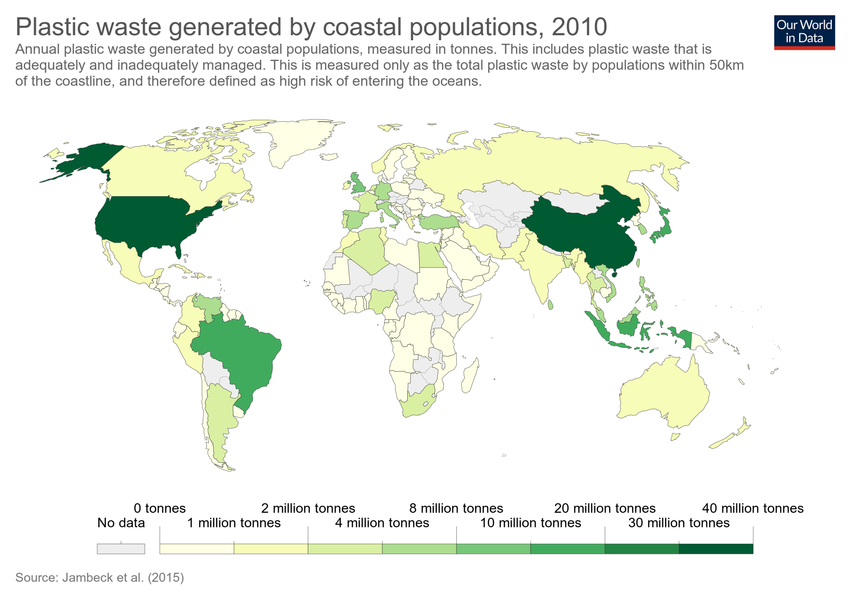 Plastic waste generated by coastal populations, 2010
Our World
in Data
Annual plastic waste generated by coastal populations, measured in tonnes. This includes plastic waste that is
adequately and inadequately managed. This is measured only as the total plastic waste by populations within 50km
of the coastline, and therefore defined as high risk of entering the oceans.
0 tonnes 2 million tonnes 8 million tonnes 20 million tonnes 40 million tonnes
No data 1 million tonnes 4 million tonnes 10 million tonnes 30 million tonnes
Source: Jambeck et al. (2015)